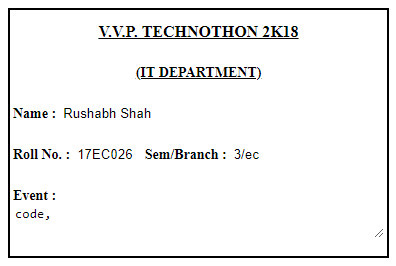 V.V.P. TECHNOTHON 2K18
(IT DEPARTMENT)
Name : Rushabh Shah
Roll No. : 17EC026 Sem/Branch : 3/ec
Event :
code,